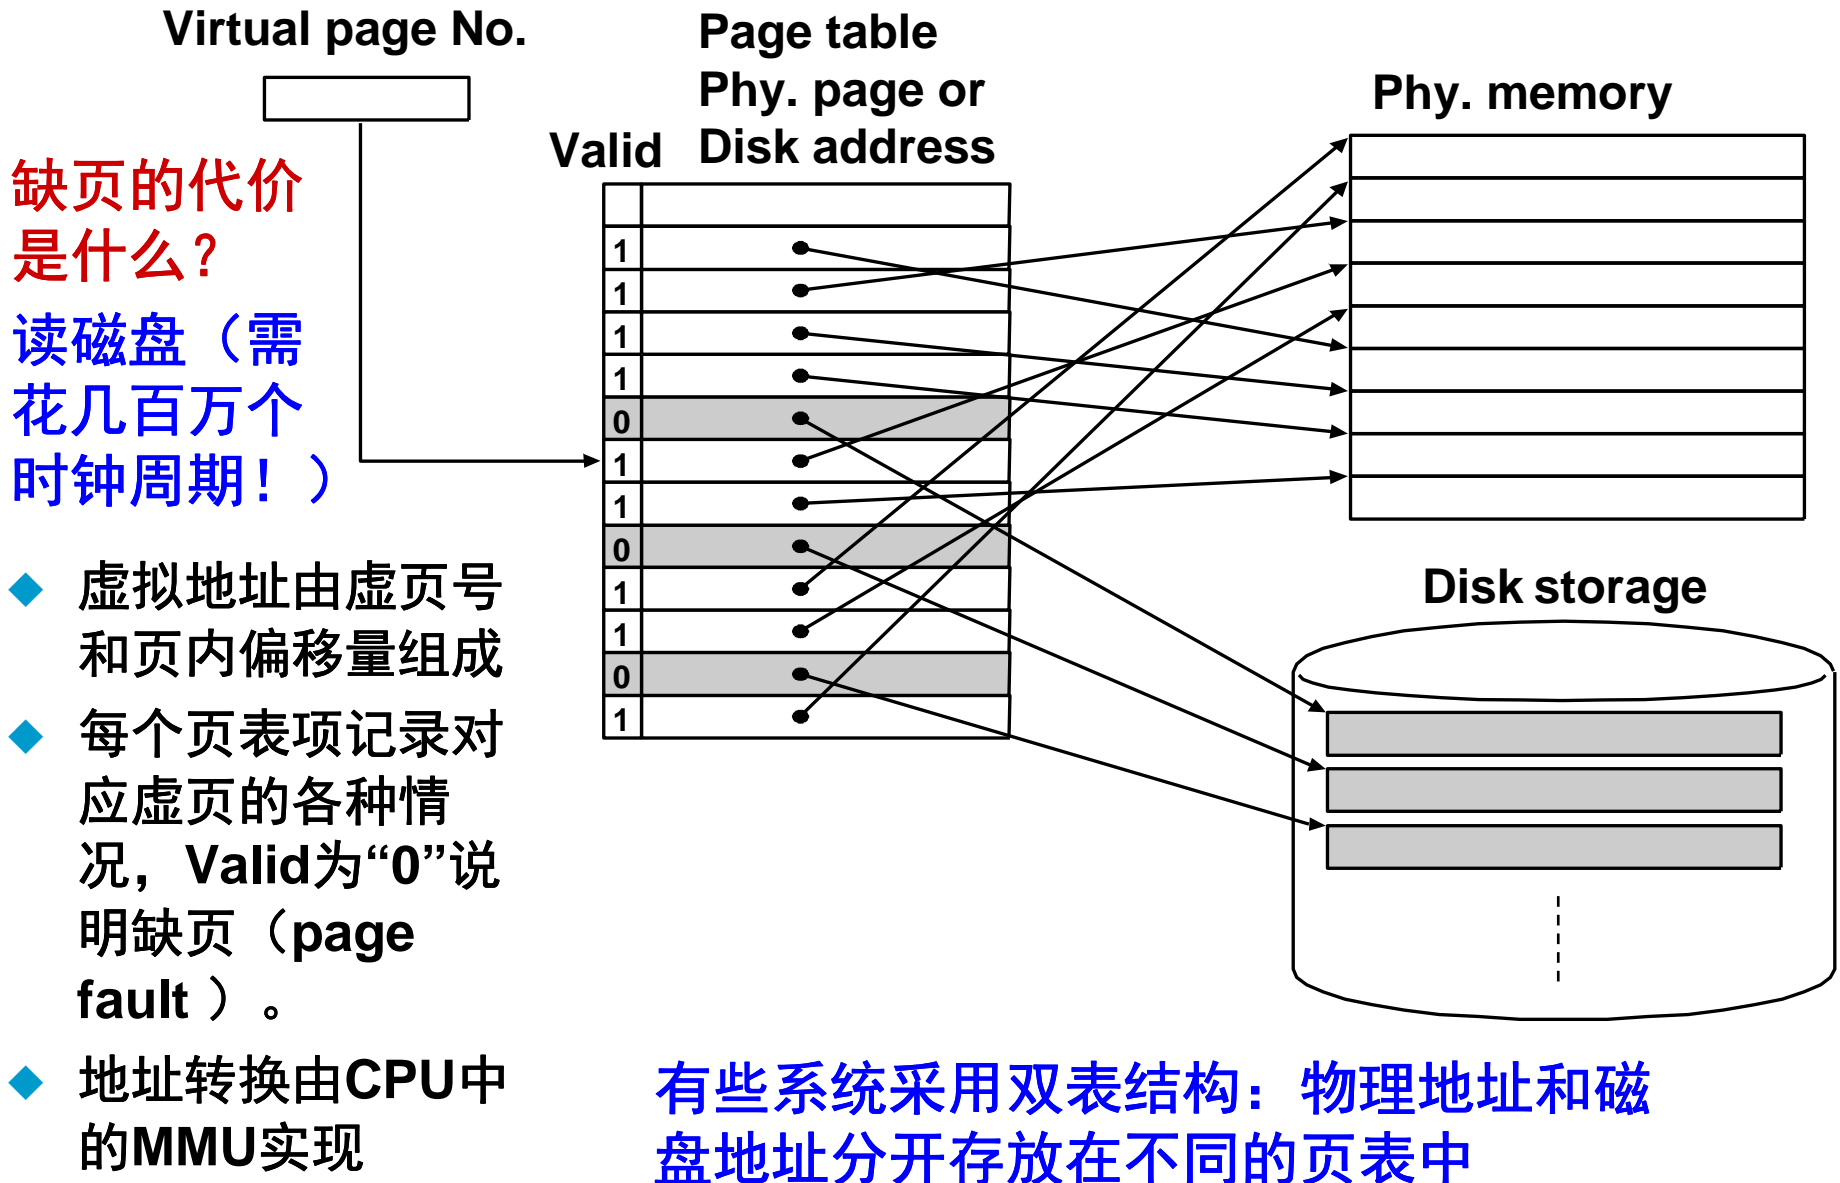 Virtual page No.
Page table
Phy. page or
Disk address
Valid
Phy. memory
缺页的代价
是什么？
读磁盘（需
花几百万个
时钟周期！）
1
1
1
1
0
1
1
0
1
1
0
1
Disk storage
虚拟地址由虚页号
和页内偏移量组成
每个页表项记录对
应虚页的各种情
况，Valid为“0”说
明缺页（page
fault ）。
地址转换由CPU中
的MMU实现
有些系统采用双表结构：物理地址和磁
盘地址分开存放在不同的页表中